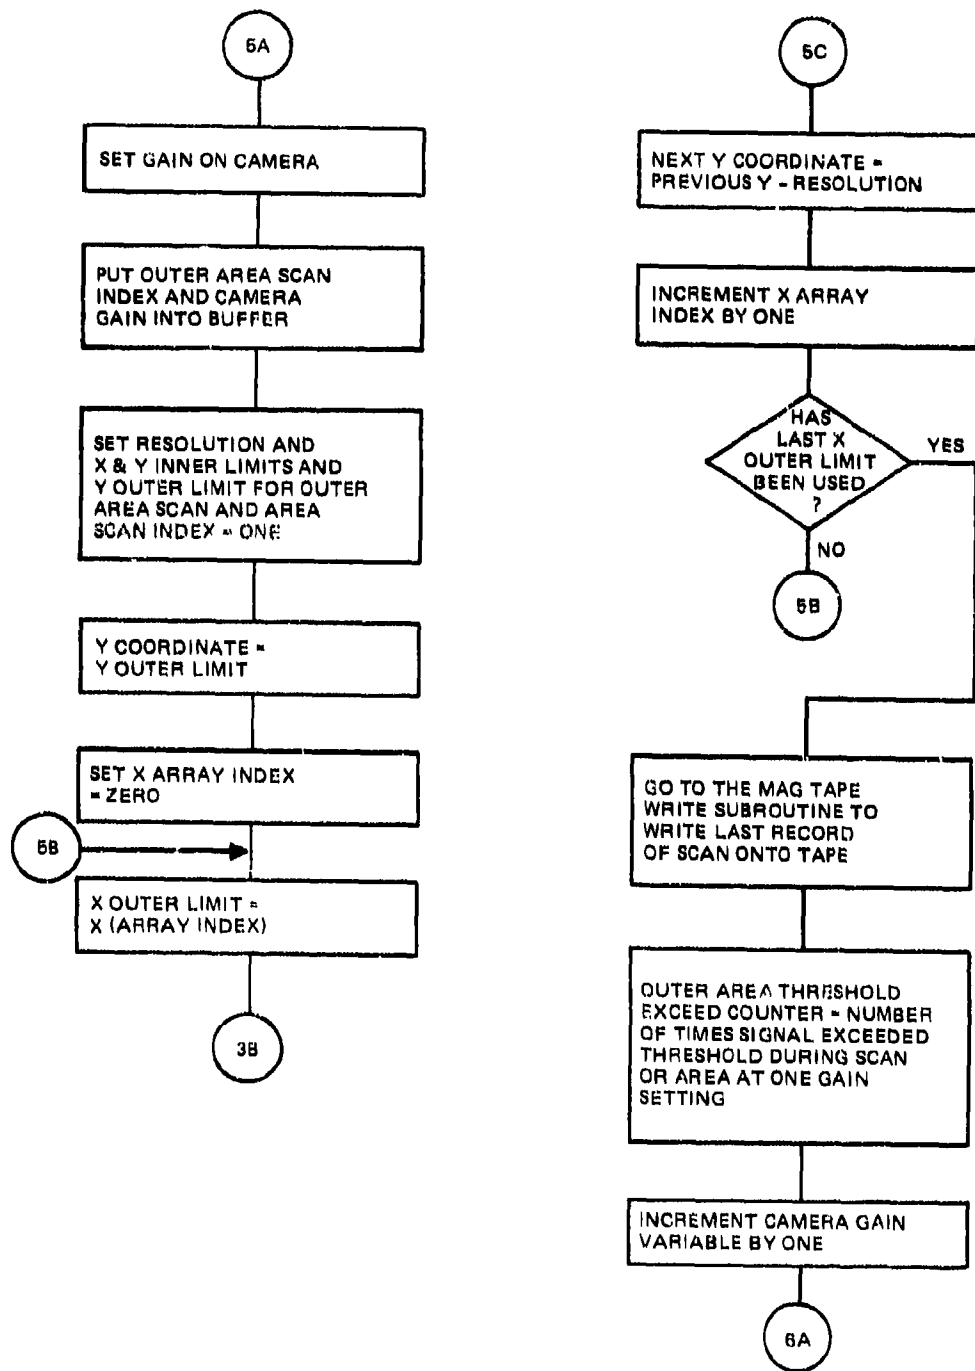 5A
SET GAIN ON CAMERA
PUT OUTER AREA SCAN
INDEX AND CAMERA
GAIN INTO BUFFER
SET RESOLUTION AND
X & Y INNER LIMITS AND
Y OUTER LIMIT FOR OUTER
AREA SCAN AND AREA
SCAN INDEX = ONE
Y COORDINATE =
Y OUTER LIMIT
SET X ARRAY INDEX
= ZERO
5B
X OUTER LIMIT =
X (ARRAY INDEX)
3B
5C
NEXT Y COORDINATE =
PREVIOUS Y - RESOLUTION
INCREMENT X ARRAY
INDEX BY ONE
HAS
LAST X
OUTER LIMIT
BEEN USED
?
YES
NO
5B
GO TO THE MAG TAPE
WRITE SUBROUTINE TO
WRITE LAST RECORD
OF SCAN ONTO TAPE
OUTER AREA THRESHOLD
EXCEED COUNTER = NUMBER
OF TIMES SIGNAL EXCEEDED
THRESHOLD DURING SCAN
OR AREA AT ONE GAIN
SETTING
INCREMENT CAMERA GAIN
VARIABLE BY ONE
6A